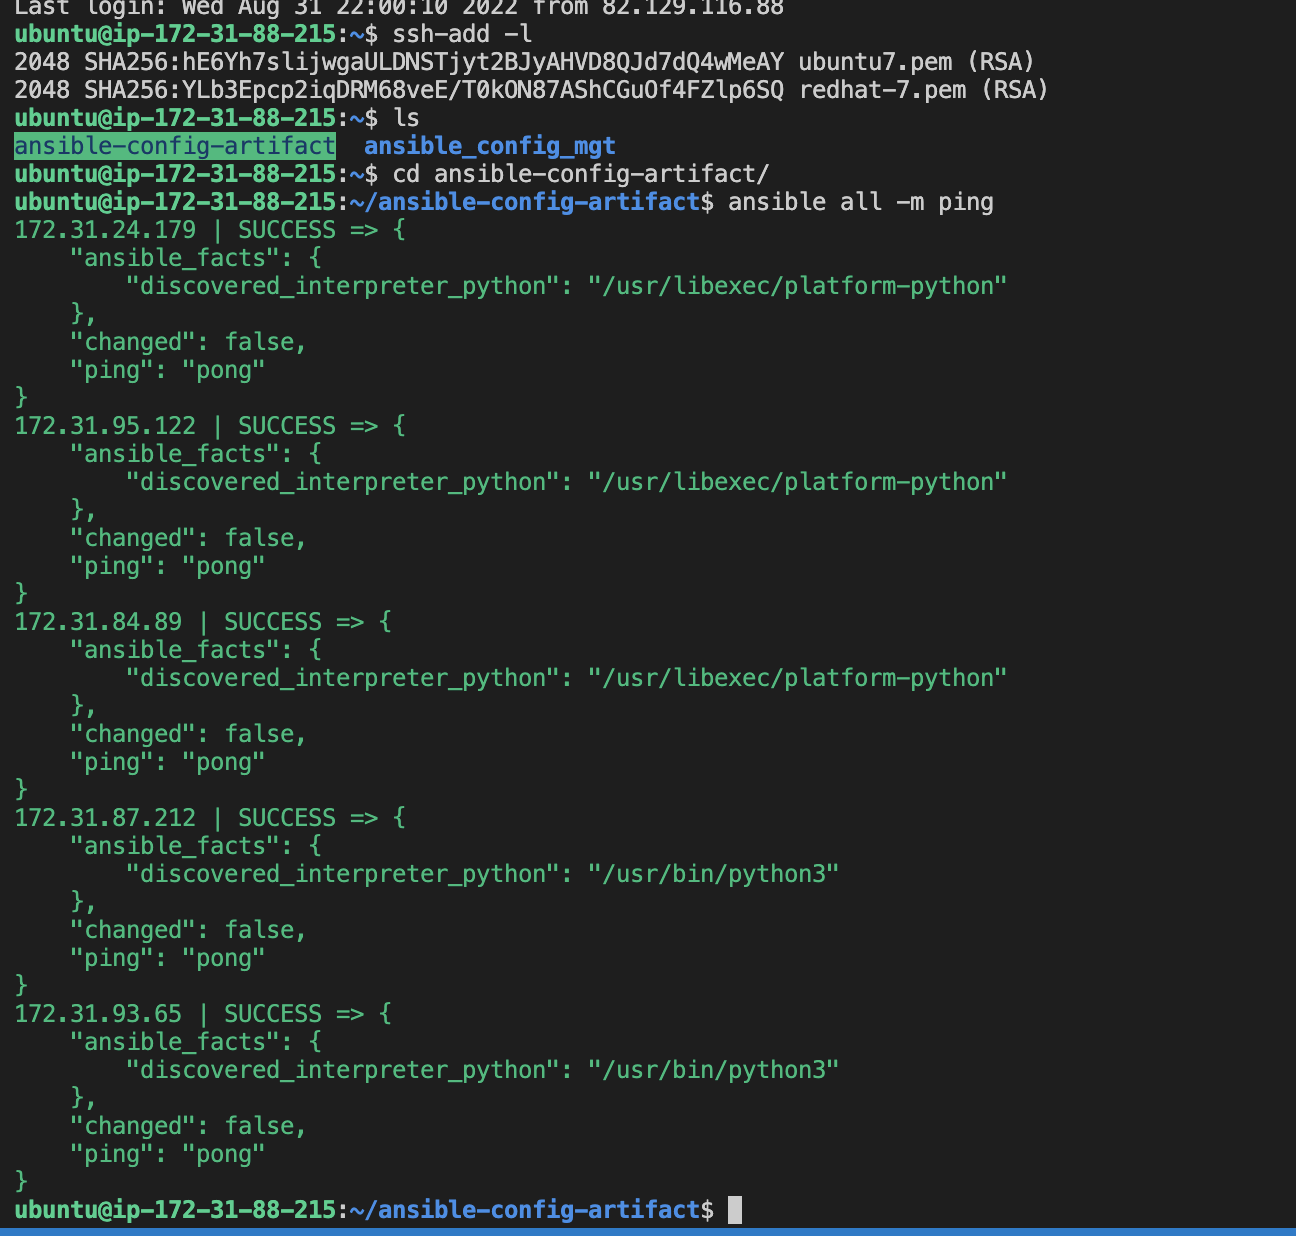 Last login: Wed Aug 31 22:00:10 2022 from 82.129.116.88
ubuntu@ip-172-31-88-215:~$ ssh-add -l
2048 SHA256:hE6Yh7slijwgaULDNSTjyt2BJyAHVD8QJd7dQ4wMeAY ubuntu7.pem (RSA)
2048 SHA256:YLb3Epcp2iqDRM68veE/T0kON87AShCGuOf4FZlp6SQ redhat-7.pem (RSA)
ubuntu@ip-172-31-88-215:~$ ls
ansible-config-artifact  ansible_config_mgt
ubuntu@ip-172-31-88-215:~$ cd ansible-config-artifact/
ubuntu@ip-172-31-88-215:~/ansible-config-artifact$ ansible all -m ping
172.31.24.179 | SUCCESS => {
    "ansible_facts": {
        "discovered_interpreter_python": "/usr/libexec/platform-python"
    },
    "changed": false,
    "ping": "pong"
}
172.31.95.122 | SUCCESS => {
    "ansible_facts": {
        "discovered_interpreter_python": "/usr/libexec/platform-python"
    },
    "changed": false,
    "ping": "pong"
}
172.31.84.89 | SUCCESS => {
    "ansible_facts": {
        "discovered_interpreter_python": "/usr/libexec/platform-python"
    },
    "changed": false,
    "ping": "pong"
}
172.31.87.212 | SUCCESS => {
    "ansible_facts": {
        "discovered_interpreter_python": "/usr/bin/python3"
    },
    "changed": false,
    "ping": "pong"
}
172.31.93.65 | SUCCESS => {
    "ansible_facts": {
        "discovered_interpreter_python": "/usr/bin/python3"
    },
    "changed": false,
    "ping": "pong"
}
ubuntu@ip-172-31-88-215:~/ansible-config-artifact$